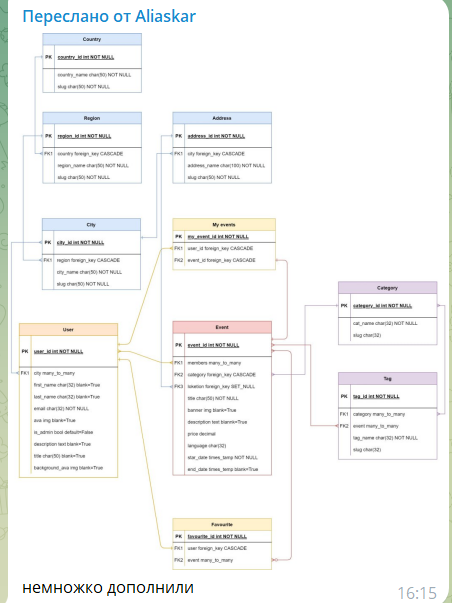 Переслано от Aliaskar
Country
PK country_id int NOT NULL
country_name char(50) NOT NULL
slug char(50) NOT NULL
Region
PK region_id int NOT NULL
FK1 country foreign_key CASCADE
region_name char(50) NOT NULL
slug char(50) NOT NULL
Address
PK address_id int NOT NULL
FK1 city foreign_key CASCADE
address_name char(100) NOT NULL
slug char(50) NOT NULL
City
PK city_id int NOT NULL
FK1 region foreign_key CASCADE
city_name char(50) NOT NULL
slug char(50) NOT NULL
My events
PK my_event_id int NOT NULL
FK1 user_id foreign_key CASCADE
FK2 event_id foreign_key CASCADE
Category
PK category_id int NOT NULL
cat_name char(32) NOT NULL
slug char(32)
User
PK user_id int NOT NULL
FK1 city many_to_many
first_name char(32) blank=True
last_name char(32) blank=True
email char(32) NOT NULL
ava img blank=True
is_admin bool default=False
description text blank=True
title char(50) blank=True
background_ava img blank=True
Event
PK event_id int NOT NULL
FK1 members many_to_many
FK2 category foreign_key CASCADE
FK3 foreign_key SET_NULL
title char(50) NOT NULL
banner img blank=True
description text blank=True
price decimal
language char(32)
star_date times_temp NOT NULL
end_date times_temp blank=True
Tag
PK tag_id int NOT NULL
FK1 category many_to_many
FK2 event many_to_many
tag_name char(32) NOT NULL
slug char(32)
Favourite
PK favourite_id int NOT NULL
FK1 user foreign_key CASCADE
FK2 event many_to_many
немножко дополнили
16:15